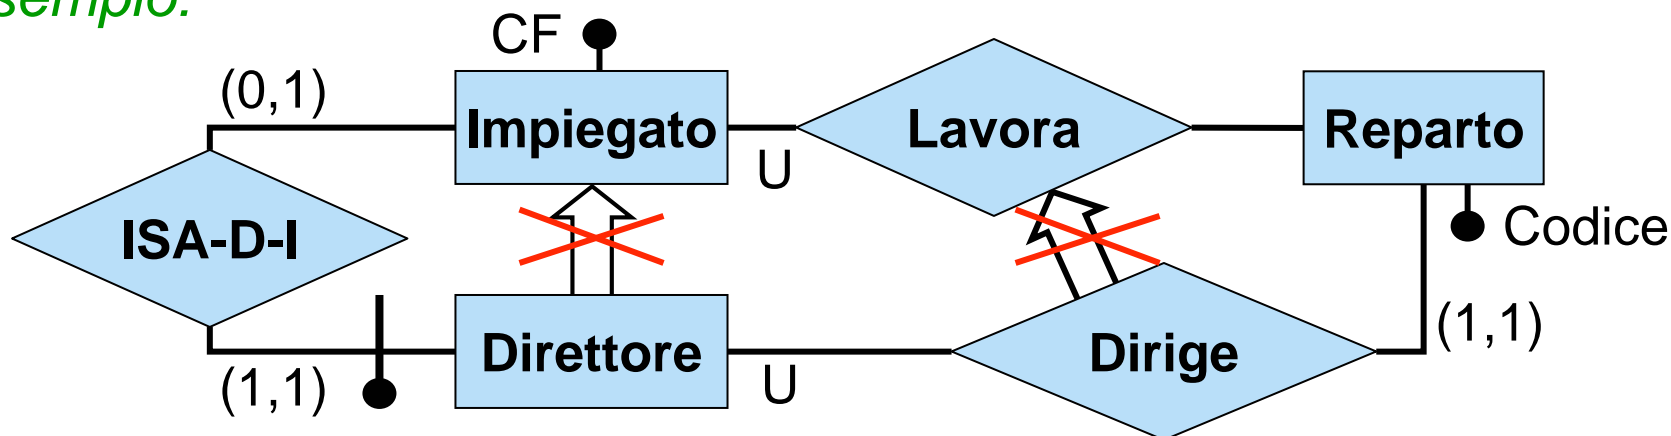 sempio:
CF
(0,1)
Impiegato
Lavora
Reparto
U
ISA-D-I
Codice
(1,1)
Direttore
Dirige
(1,1)
U